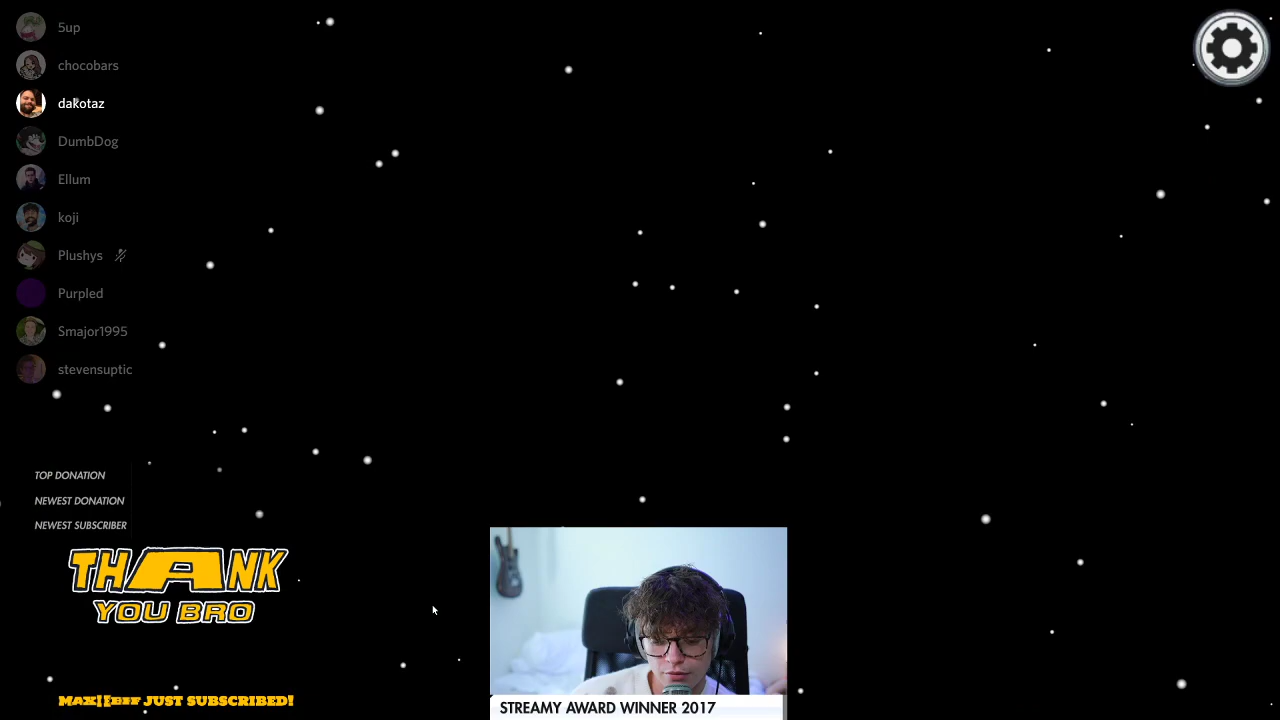 5up
chocobars
dakotaz
DumbDog
Ellum
koji
Plushys
Purpled
Smajor1995
stevensuptic
TOP DONATION
NEWEST DONATION
NEWEST SUBSCRIBER
THANK
YOU BRO
JUST SUBSCRIBED!
STREAMY AWARD WINNER 2017